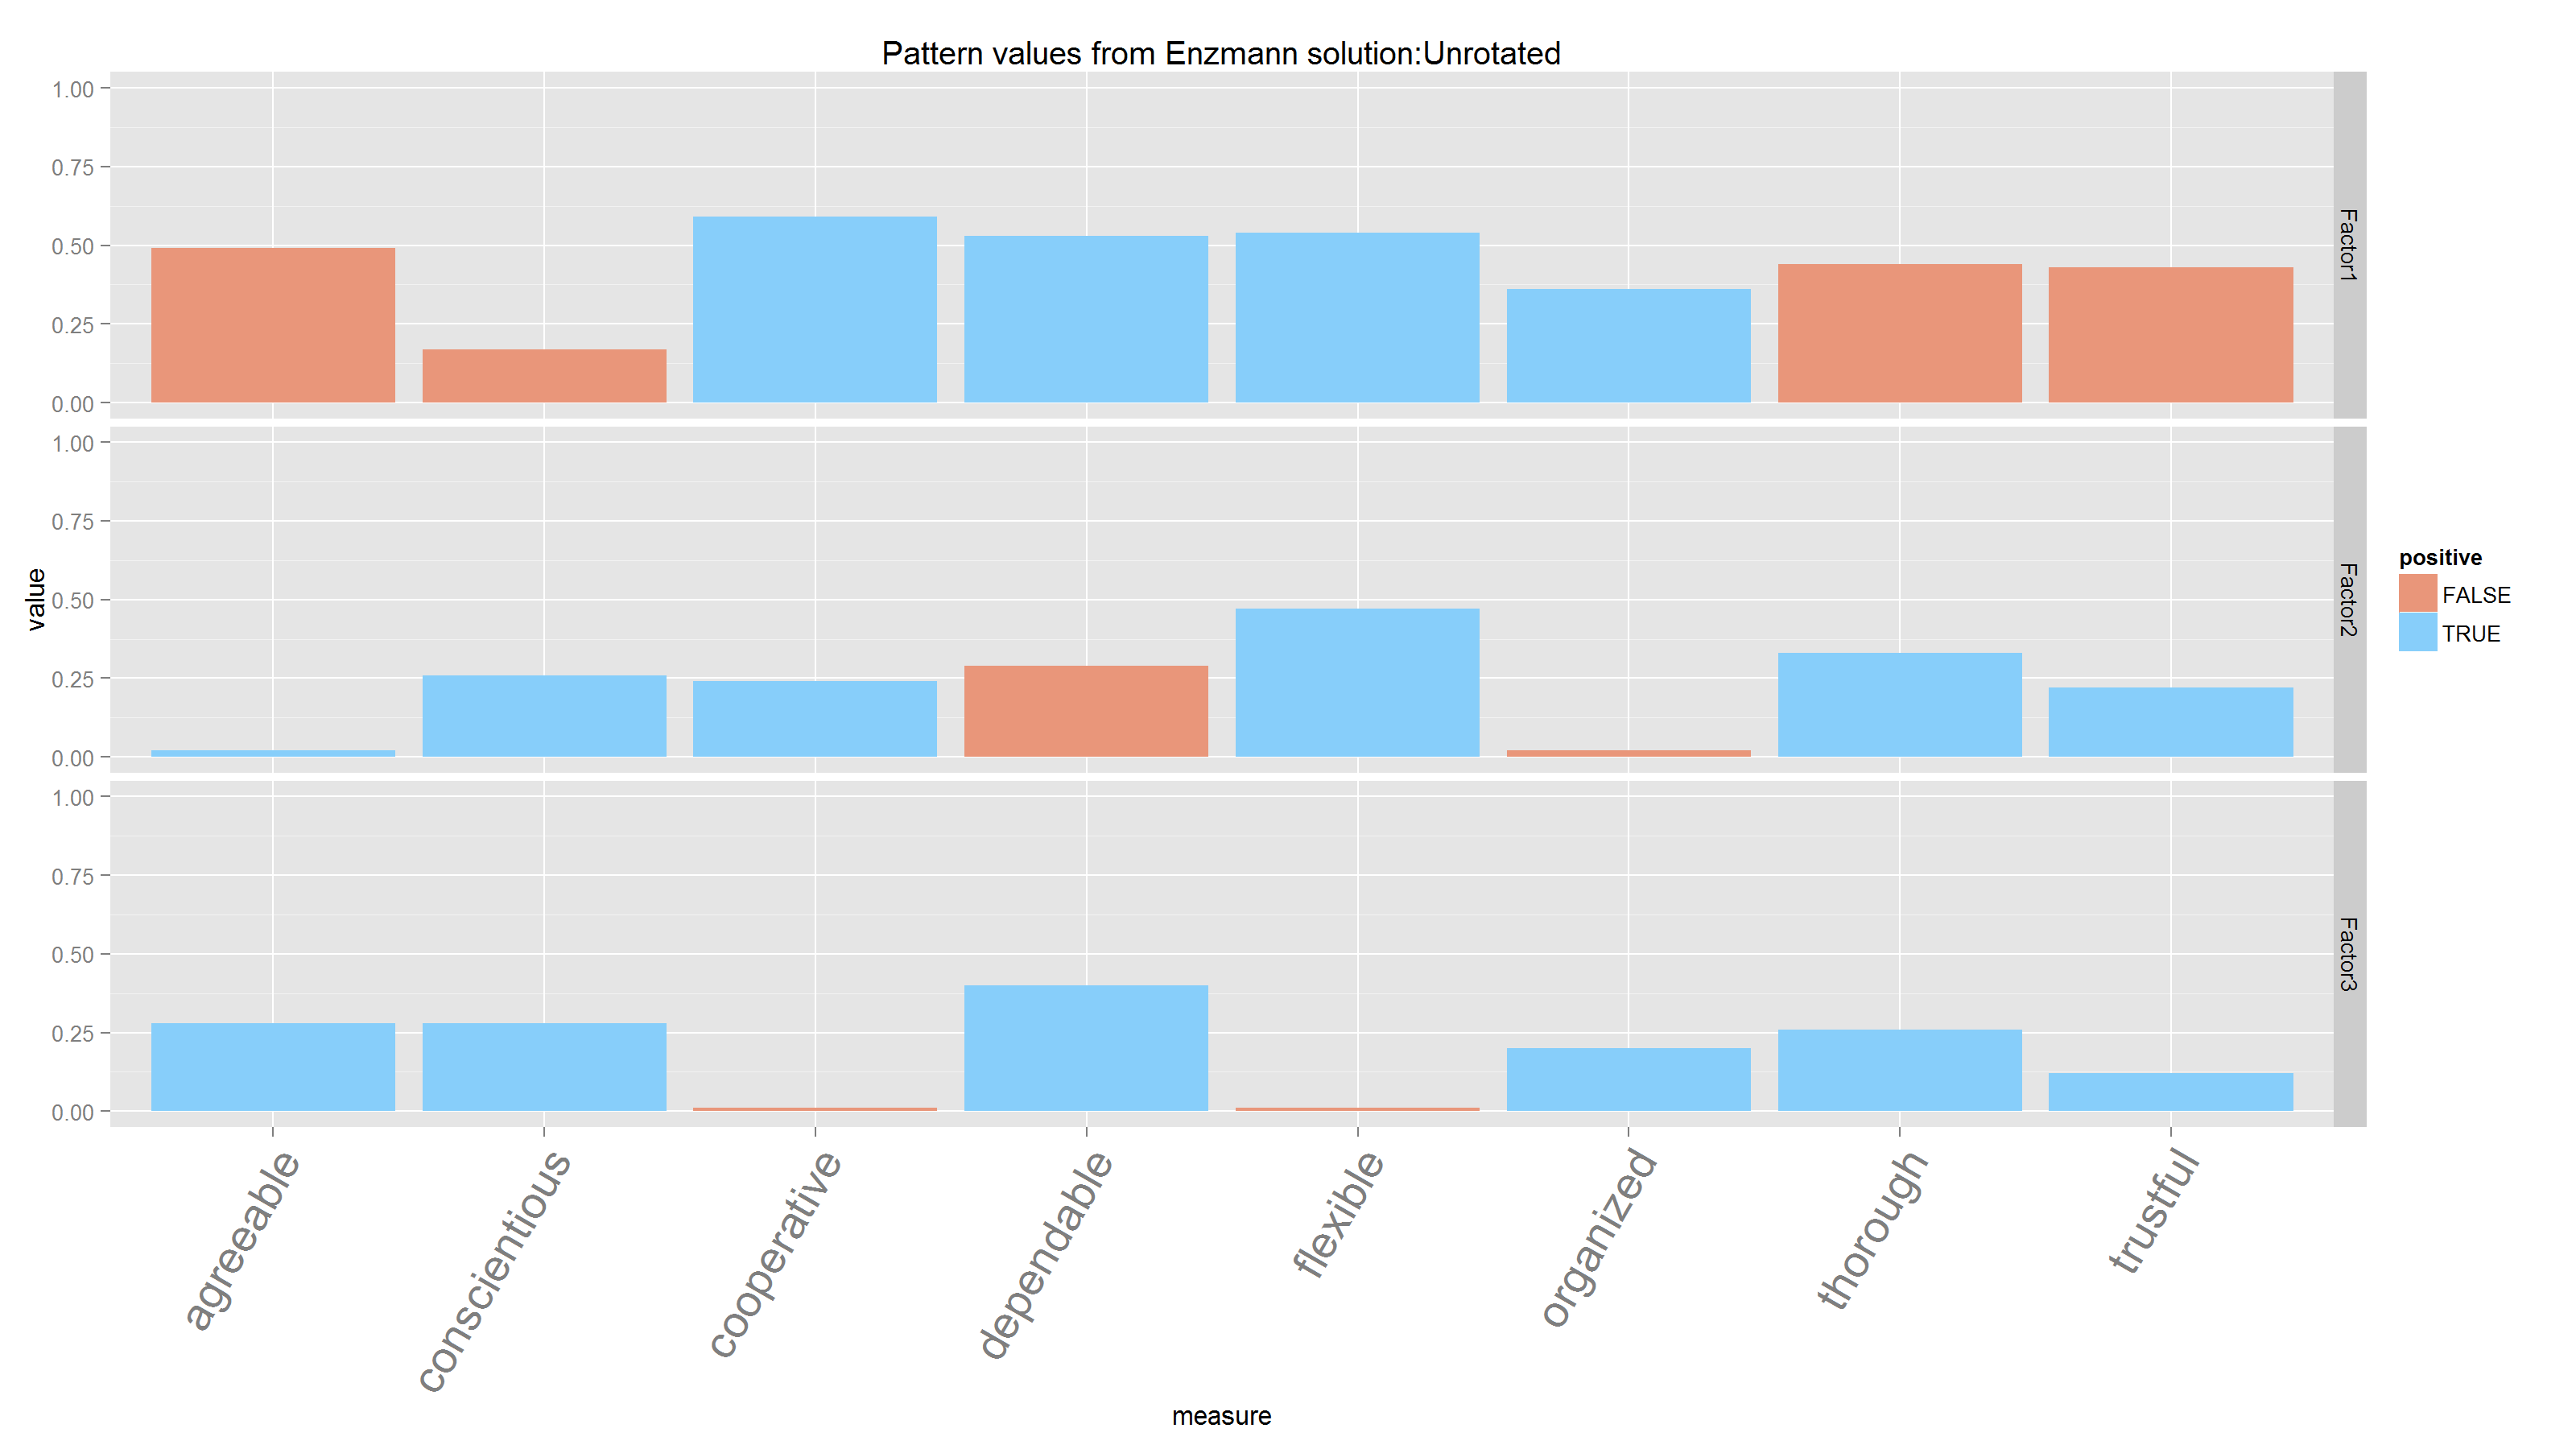 Pattern values from Enzmann solution:Unrotated
value
1.00
0.75
0.50
0.25
0.00
Factor1
1.00
0.75
0.50
0.25
0.00
Factor2
1.00
0.75
0.50
0.25
0.00
Factor3
agreeable
conscientious
cooperative
dependable
flexible
organized
thorough
trustful
measure
positive
FALSE
TRUE